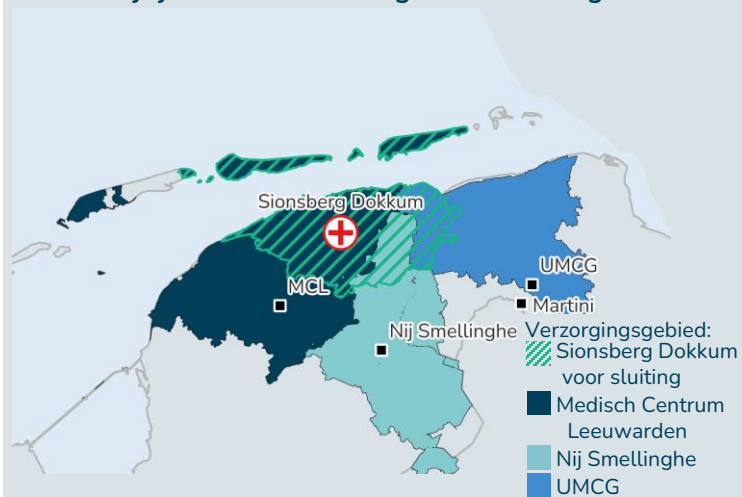 Sionsberg Dokkum
MCL
UMCG
Martini
Nij Smellinghe
Verzorgingsgebied:
Sionsberg Dokkum
voor sluiting
Medisch Centrum
Leeuwarden
Nij Smellinghe
UMCG